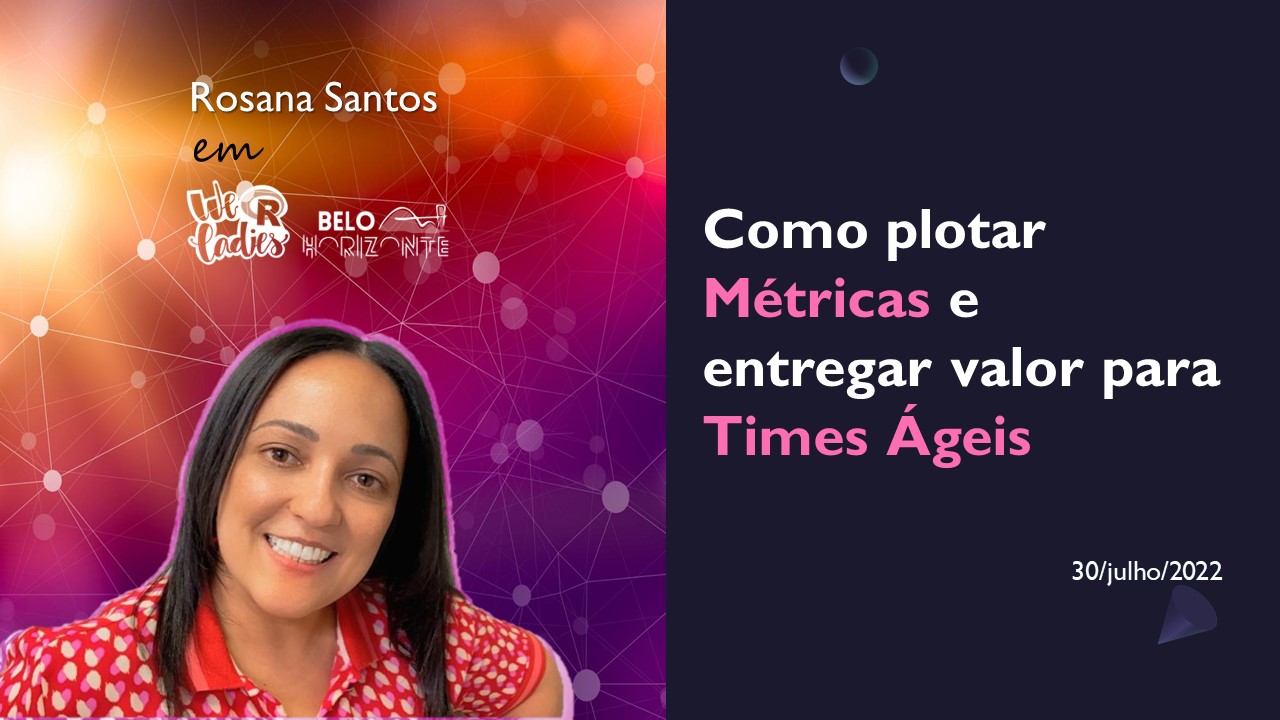 Rosana Santos
em
We R
Ladies
BELO
HORIZONTE
Como plotar
Métricas e
entregar valor para
Times Ágeis
30/julho/2022